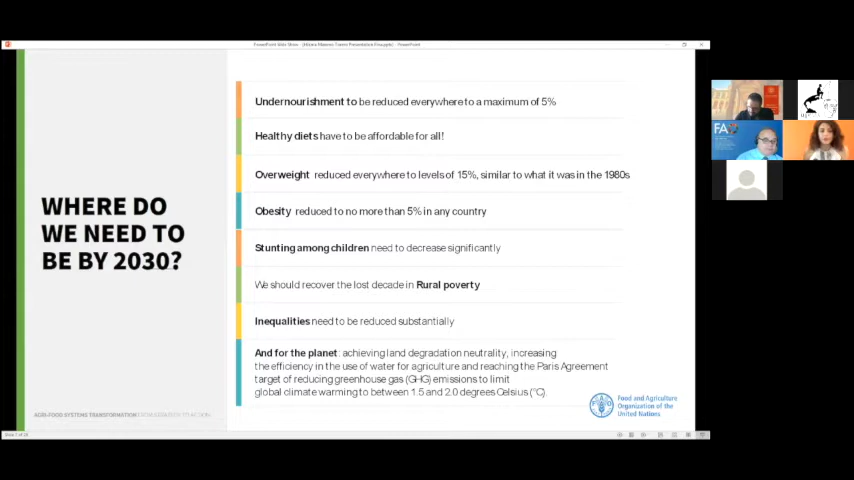 PowerPoint Slide Show
PowerPoint
WHERE DO
WE NEED TO
BE BY 2030?
Undernourishment to be reduced everywhere to a maximum of 5%
Healthy diets have to be affordable for all!
Overweight reduced everywhere to levels of 15%, similar to what it was in the 1980s
Obesity reduced to no more than 5% in any country
Stunting among children need to decrease significantly
We should recover the lost decade in Rural poverty
Inequalities need to be reduced substantially
And for the planet: achieving land degradation neutrality, increasing
the efficiency in the use of water for agriculture and reaching the Paris Agreement
target of reducing greenhouse gas (GHG) emissions to limit
global climate warming to between 1.5 and 2.0 degrees Celsius (°C).
AGRI-FOOD SYSTEMS TRANSFORMATION
Food and Agriculture
Organization of the
United Nations
FAO